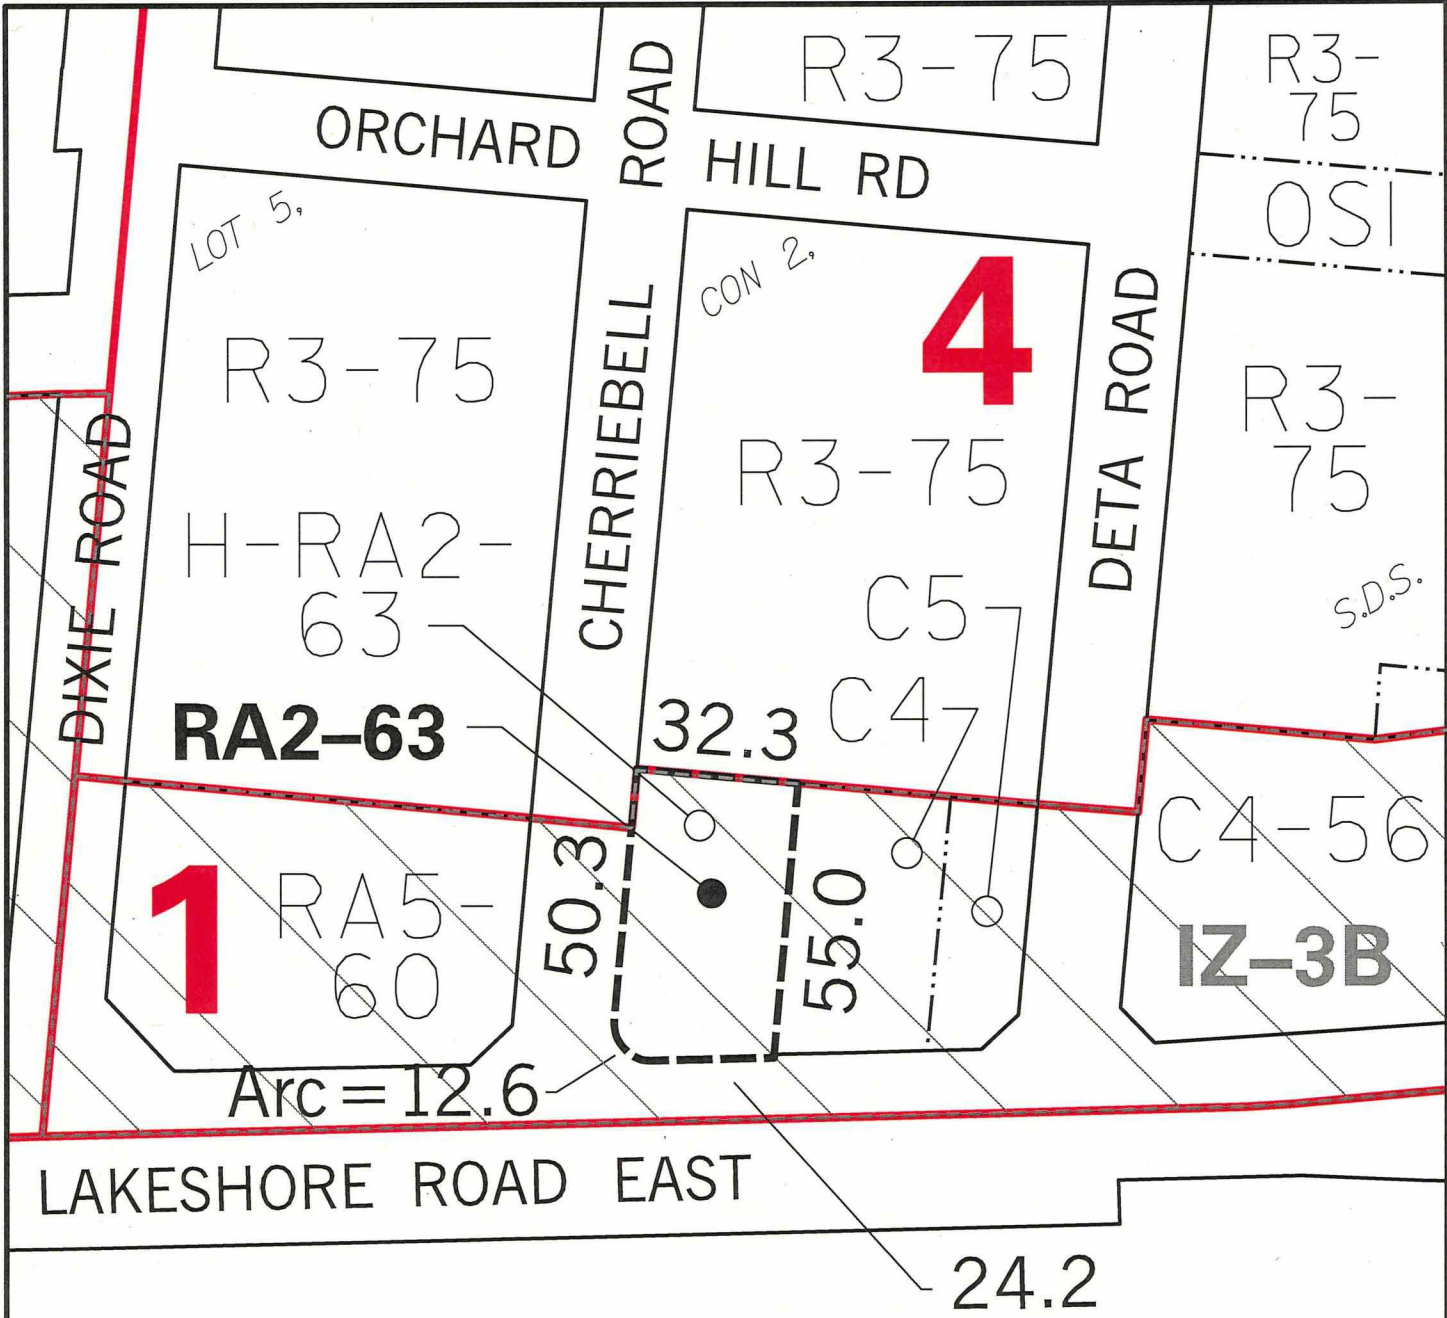 R3-75
R3-
75
ORCHARD
ROAD
HILL RD
OS1
LOT 5,
CON 2,
4
R3-75
CHERRIEBELL
DETA ROAD
R3-
75
R3-75
DIXIE ROAD
H-RA2-
63
C5
S.D.S.
C4
RA2–63
32.3
C4-56
1
RA5-
60
50.3
55.0
IZ–3B
Arc = 12.6
LAKESHORE ROAD EAST
24.2